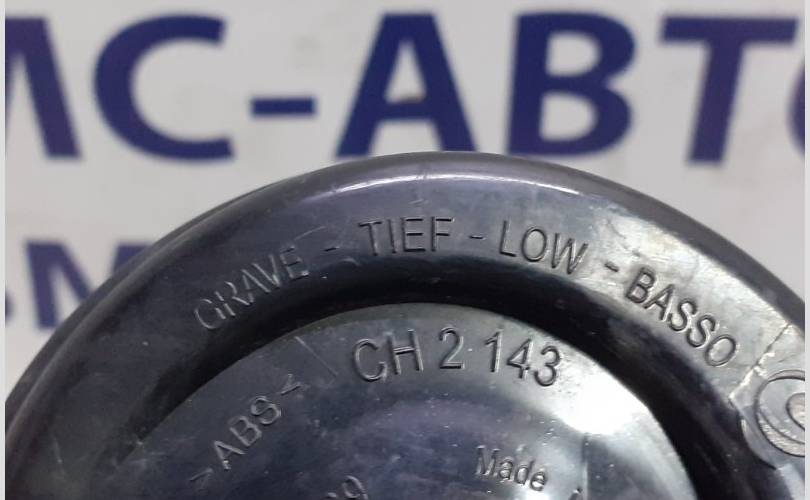 МС-АВТО
GRAVE - TIEF - LOW - BASSO
CH 2 143
>ABS<
Made